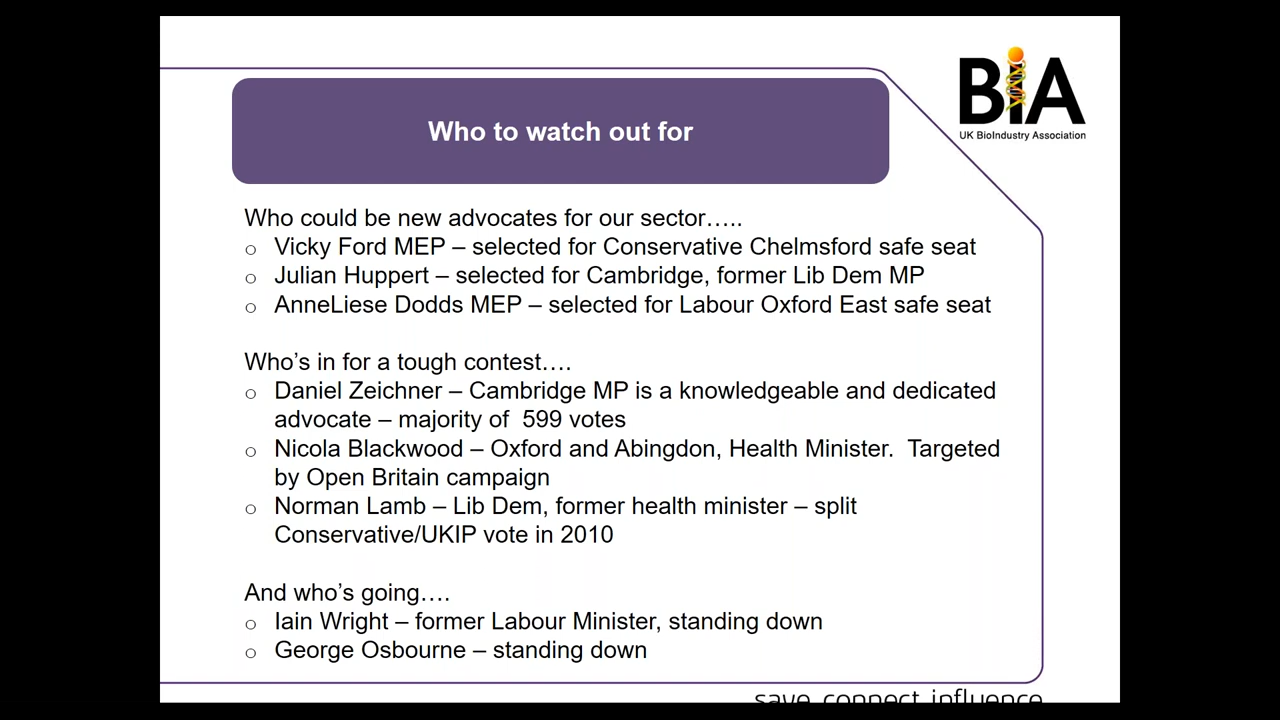 BIA
UK BioIndustry Association
Who to watch out for
Who could be new advocates for our sector…..
o Vicky Ford MEP – selected for Conservative Chelmsford safe seat
o Julian Huppert – selected for Cambridge, former Lib Dem MP
o AnneLiese Dodds MEP – selected for Labour Oxford East safe seat
Who's in for a tough contest….
o Daniel Zeichner – Cambridge MP is a knowledgeable and dedicated
advocate – majority of  599 votes
o Nicola Blackwood – Oxford and Abingdon, Health Minister.  Targeted
by Open Britain campaign
o Norman Lamb – Lib Dem, former health minister – split
Conservative/UKIP vote in 2010
And who's going….
o Iain Wright – former Labour Minister, standing down
o George Osbourne – standing down
save connect influence